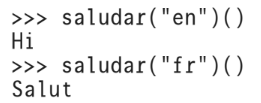 >>> saludar("en")()
Hi
>>> saludar("fr")()
Salut